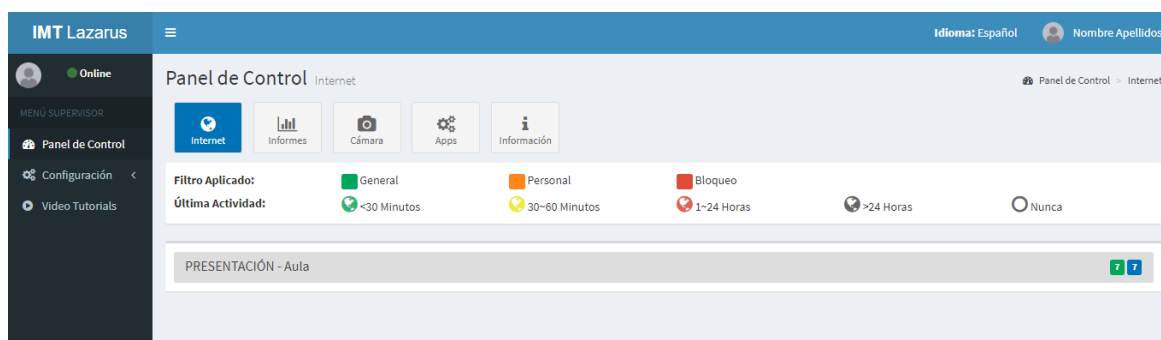 IMT Lazarus
Idioma: Español
Nombre Apellidos
Online
Panel de Control Internet
Panel de Control > Internet
MENÚ SUPERVISOR
Internet
Informes
Cámara
Apps
Información
Panel de Control
Configuración
Video Tutorials
Filtro Aplicado: General Personal Bloqueo
Última Actividad: <30 Minutos 30~60 Minutos 1~24 Horas >24 Horas Nunca
PRESENTACIÓN - Aula 7 7